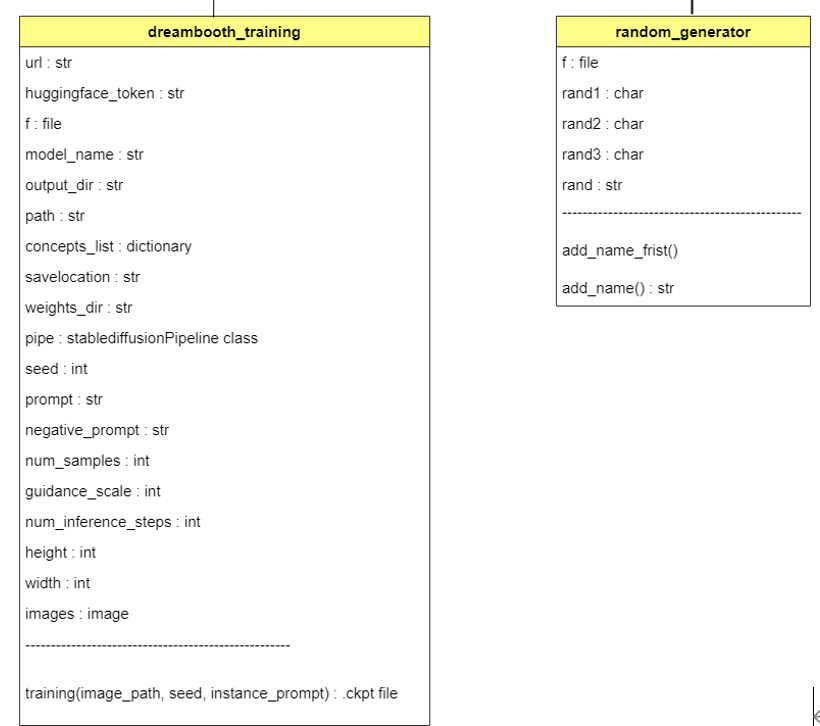 dreambooth_training
url : str
huggingface_token : str
f : file
model_name : str
output_dir : str
path : str
concepts_list : dictionary
savelocation : str
weights_dir : str
pipe : stablediffusionPipeline class
seed : int
prompt : str
negative_prompt : str
num_samples : int
guidance_scale : int
num_inference_steps : int
height : int
width : int
images : image
----------------------------------------------------
training(image_path, seed, instance_prompt) : .ckpt file
random_generator
f : file
rand1 : char
rand2 : char
rand3 : char
rand : str
-----------------------------------------------
add_name_frist()
add_name() : str